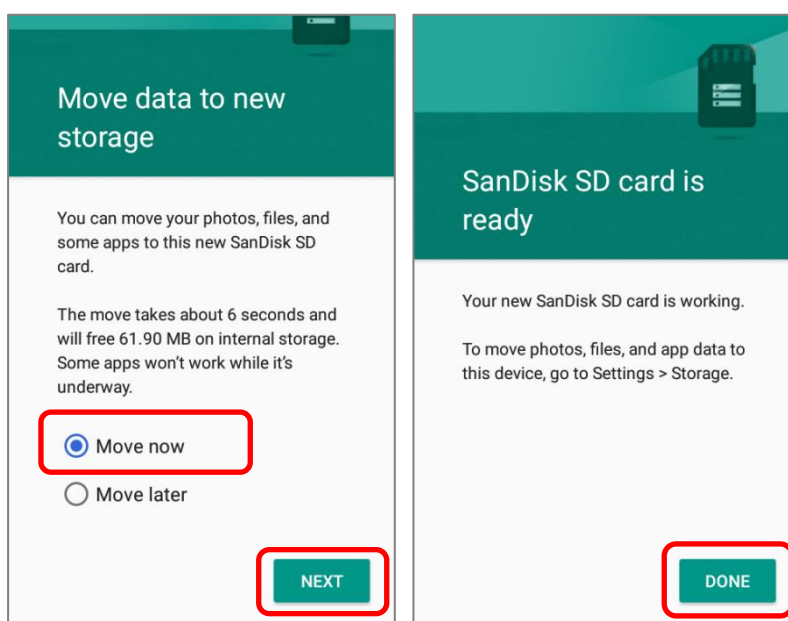 Move data to new
storage
You can move your photos, files, and
some apps to this new SanDisk SD
card.
The move takes about 6 seconds and
will free 61.90 MB on internal storage.
Some apps won't work while it's
underway.
Move now
Move later
NEXT
SanDisk SD card is
ready
Your new SanDisk SD card is working.
To move photos, files, and app data to
this device, go to Settings > Storage.
DONE